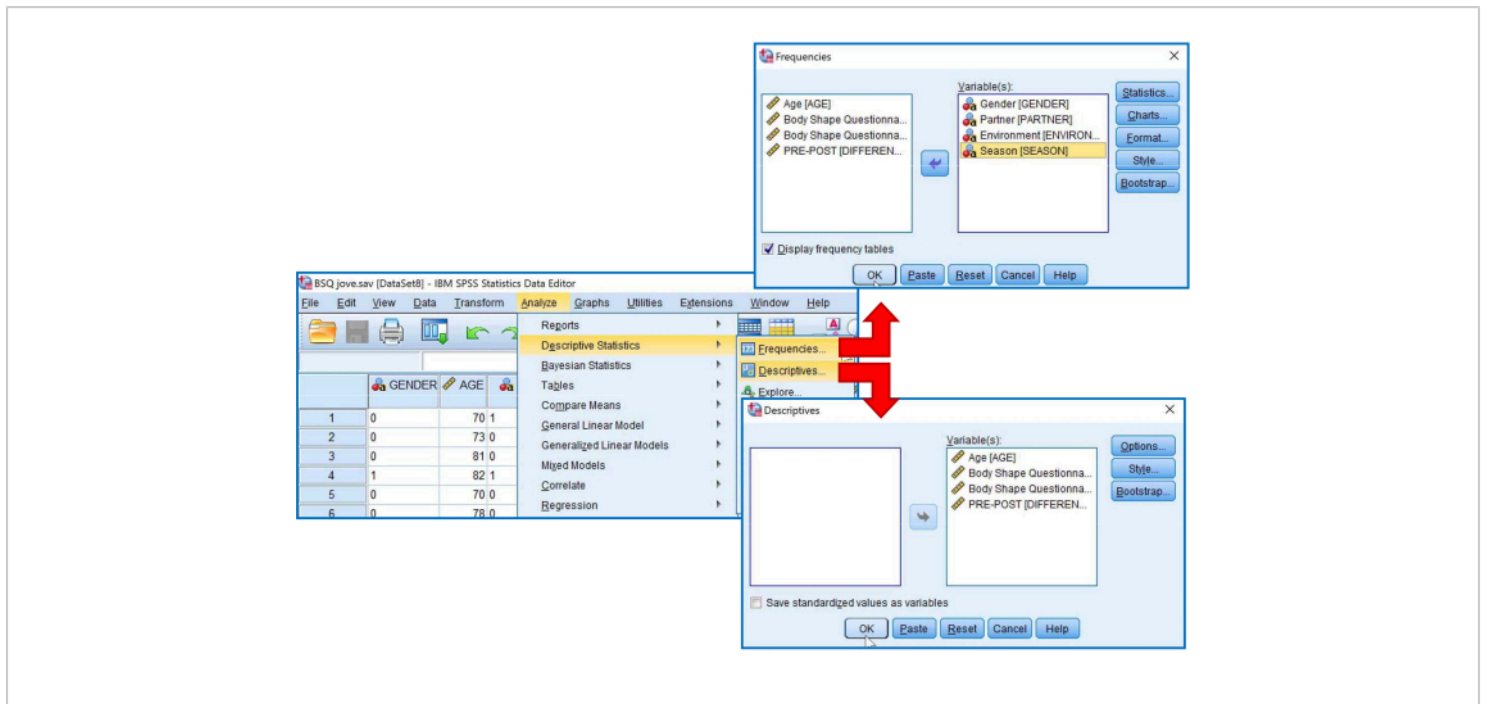 Frequencies
Variable(s):
Age [AGE]
Body Shape Questionna...
Body Shape Questionna...
PRE-POST [DIFFEREN...
Gender [GENDER]
Partner [PARTNER]
Environment [ENVIRON...
Season [SEASON]
Statistics...
Charts...
Format...
Style...
Bootstrap...
Display frequency tables
OK Paste Reset Cancel Help
BSQ jove.sav [DataSet8] - IBM SPSS Statistics Data Editor
File Edit View Data Transform Analyze Graphs Utilities Extensions Window Help
Reports
Descriptive Statistics
Bayesian Statistics
Tables
Compare Means
General Linear Model
Generalized Linear Models
Mixed Models
Correlate
Regression
Frequencies...
Descriptives...
Explore...
GENDER AGE
1 0 70 1
2 0 73 0
3 0 81 0
4 1 82 1
5 0 70 0
6 0 78 0
Descriptives
Variable(s):
Age [AGE]
Body Shape Questionna...
Body Shape Questionna...
PRE-POST [DIFFEREN...
Options...
Style...
Bootstrap...
Save standardized values as variables
OK Paste Reset Cancel Help